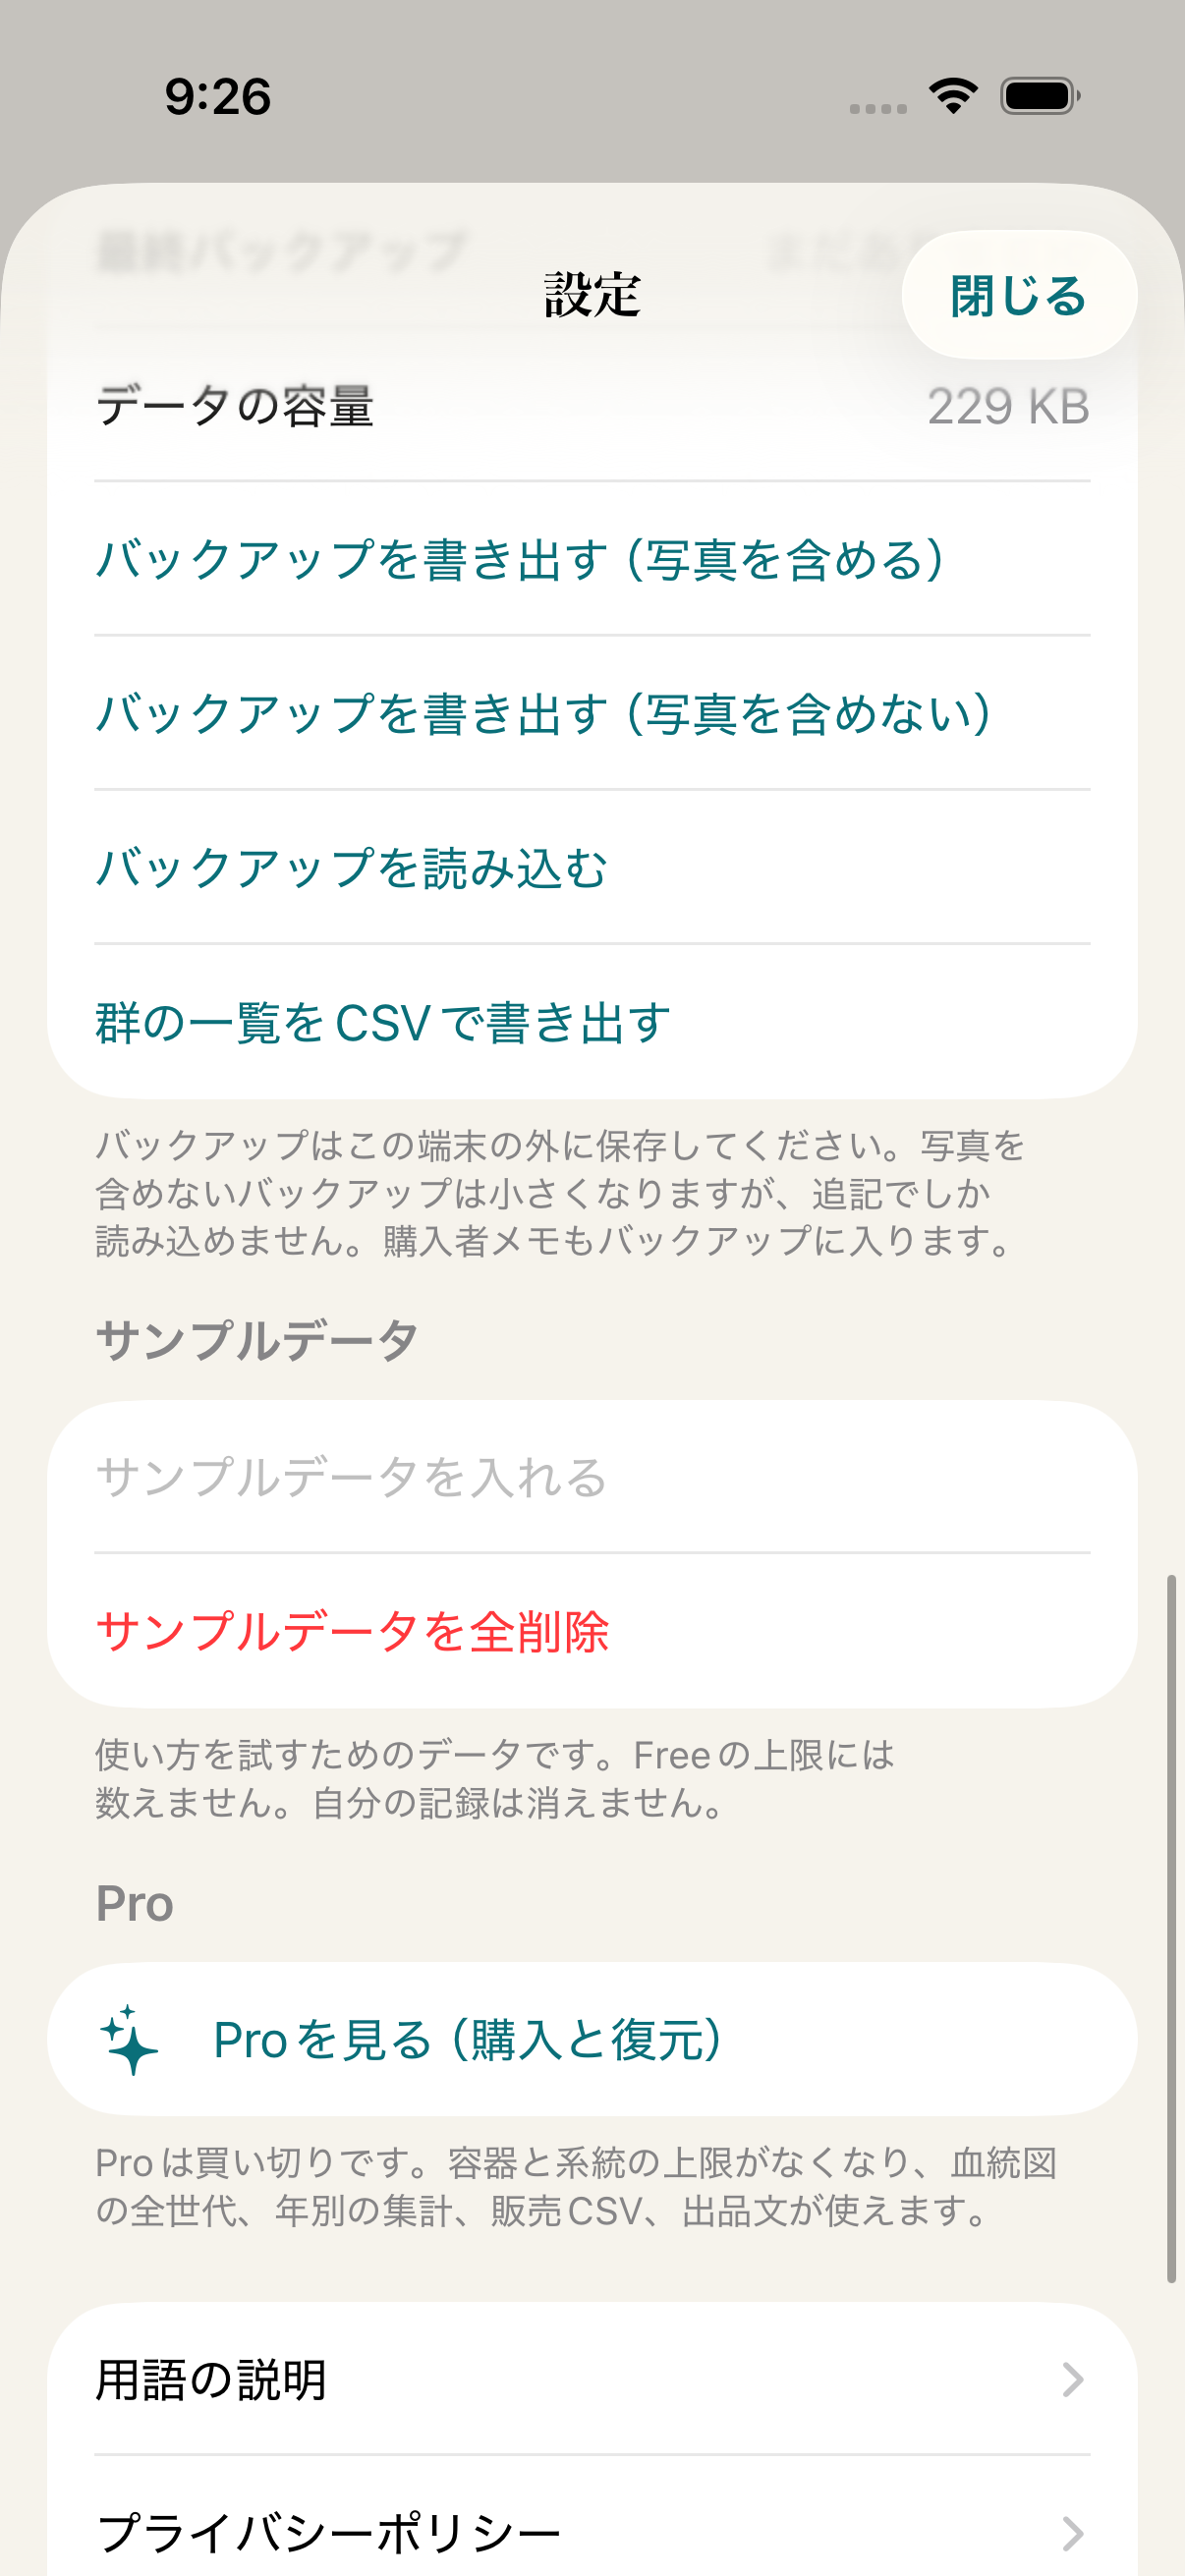 9:26
最終バックアップ
設定
閉じる
データの容量
229 KB
バックアップを書き出す（写真を含める）
バックアップを書き出す（写真を含めない）
バックアップを読み込む
群の一覧をCSVで書き出す
バックアップはこの端末の外に保存してください。写真を
含めないバックアップは小さくなりますが、追記でしか
読み込めません。購入者メモもバックアップに入ります。
サンプルデータ
サンプルデータを入れる
サンプルデータを全削除
使い方を試すためのデータです。Freeの上限には
数えません。自分の記録は消えません。
Pro
Proを見る（購入と復元）
Proは買い切りです。容器と系統の上限がなくなり、血統図
の全世代、年別の集計、販売CSV、出品文が使えます。
用語の説明
プライバシーポリシー